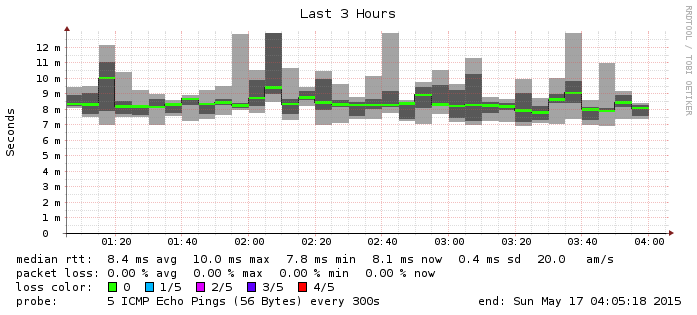 Last 3 Hours
RRDTOOL / TOBI OETIKER
Seconds
12 m
11 m
10 m
9 m
8 m
7 m
6 m
5 m
4 m
3 m
2 m
1 m
0
01:20 01:40 02:00 02:20 02:40 03:00 03:20 03:40 04:00
median rtt: 8.4 ms avg 10.0 ms max 7.8 ms min 8.1 ms now 0.4 ms sd 20.0 am/s
packet loss: 0.00 % avg 0.00 % max 0.00 % min 0.00 % now
loss color: 0 1/5 2/5 3/5 4/5
probe: 5 ICMP Echo Pings (56 Bytes) every 300s end: Sun May 17 04:05:18 2015